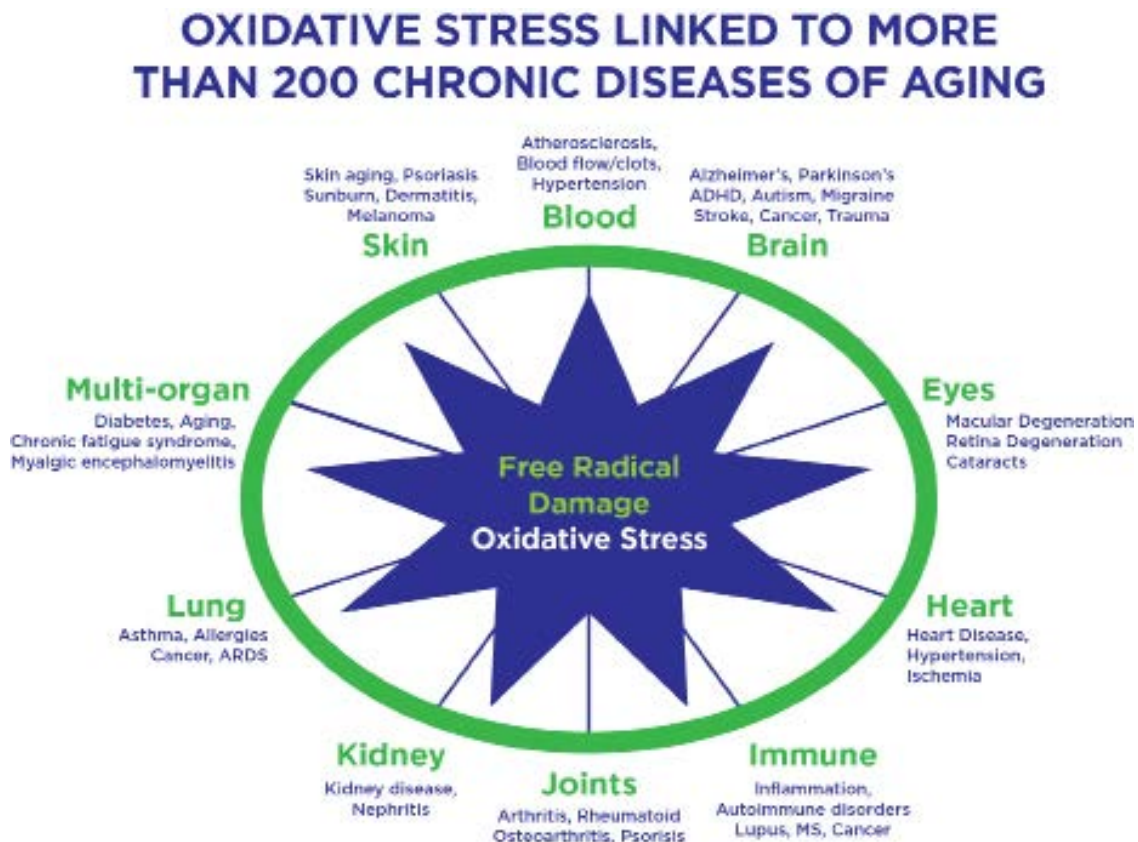 OXIDATIVE STRESS LINKED TO MORE
THAN 200 CHRONIC DISEASES OF AGING
Atherosclerosis,
Blood flow/clots,
Hypertension
Blood
Skin aging, Psoriasis
Sunburn, Dermatitis,
Melanoma
Skin
Alzheimer's, Parkinson's
ADHD, Autism, Migraine
Stroke, Cancer, Trauma
Brain
Multi-organ
Diabetes, Aging,
Chronic fatigue syndrome,
Myalgic encephalomyelitis
Eyes
Macular Degeneration
Retina Degeneration
Cataracts
Free Radical
Damage
Oxidative Stress
Lung
Asthma, Allergies
Cancer, ARDS
Heart
Heart Disease,
Hypertension,
Ischemia
Kidney
Kidney disease,
Nephritis
Joints
Arthritis, Rheumatoid
Osteoarthritis, Psorisis
Immune
Inflammation,
Autoimmune disorders
Lupus, MS, Cancer